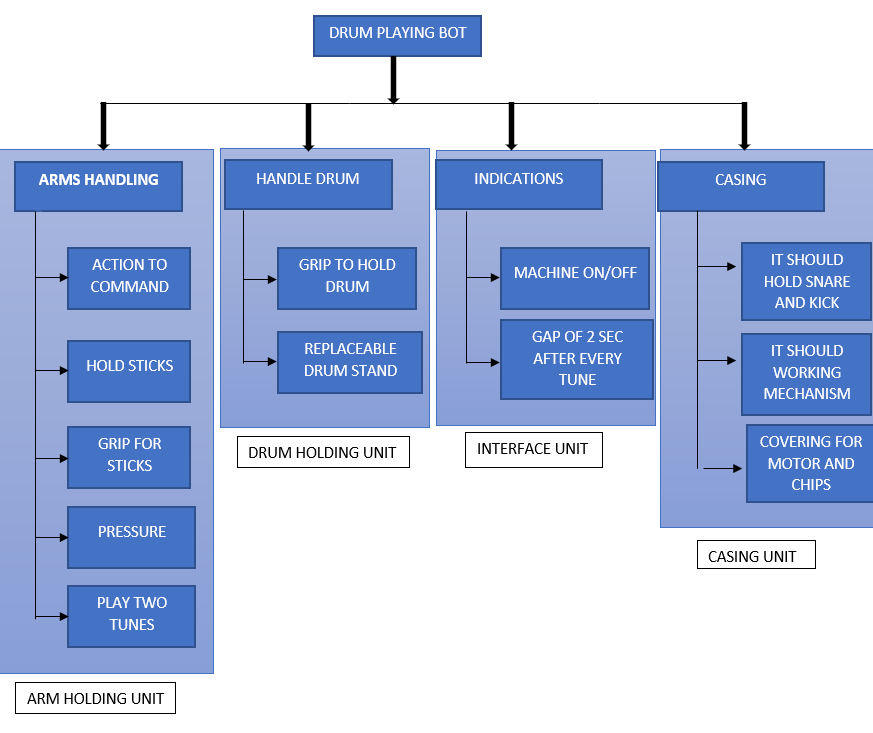 DRUM PLAYING BOT
ARMS HANDLING
ACTION TO
COMMAND
HOLD STICKS
GRIP FOR
STICKS
PRESSURE
PLAY TWO
TUNES
ARM HOLDING UNIT
HANDLE DRUM
GRIP TO HOLD
DRUM
REPLACEABLE
DRUM STAND
DRUM HOLDING UNIT
INDICATIONS
MACHINE ON/OFF
GAP OF 2 SEC
AFTER EVERY
TUNE
INTERFACE UNIT
CASING
IT SHOULD
HOLD SNARE
AND KICK
IT SHOULD
WORKING
MECHANISM
COVERING FOR
MOTOR AND
CHIPS
CASING UNIT